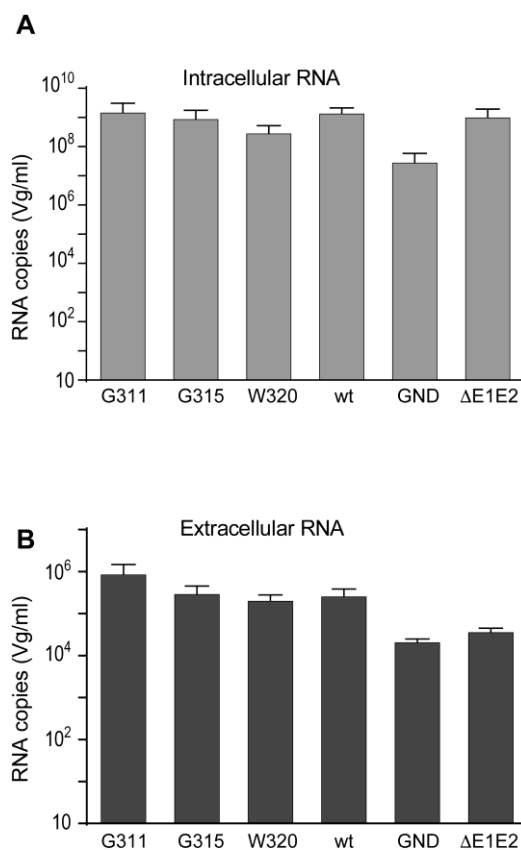 A
Intracellular RNA
RNA copies (Vg/ml)
10^10
10^8
10^6
10^4
10^2
10
G311 G315 W320 wt GND ΔE1E2
B
Extracellular RNA
RNA copies (Vg/ml)
10^6
10^4
10^2
10
G311 G315 W320 wt GND ΔE1E2